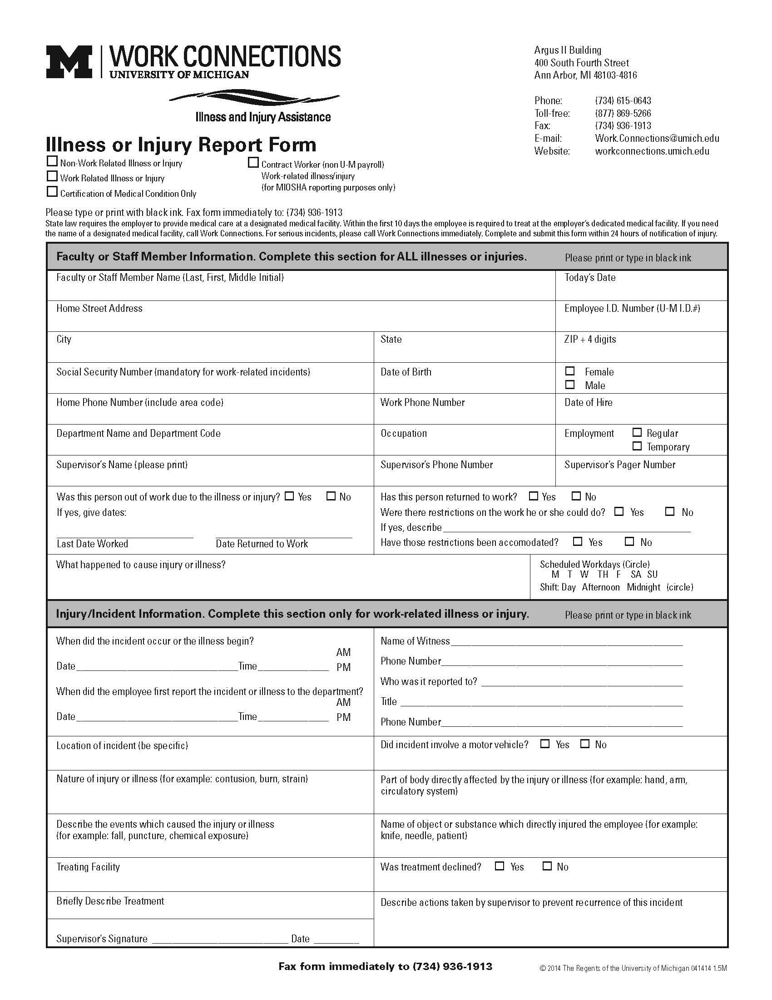 M WORK CONNECTIONS
UNIVERSITY OF MICHIGAN
Illness and Injury Assistance
Argus II Building
400 South Fourth Street
Ann Arbor, MI 48103-4816
Phone: (734) 615-0643
Toll-free: (877) 869-5266
Fax: (734) 936-1913
E-mail: Work.Connections@umich.edu
Website: workconnections.umich.edu
Illness or Injury Report Form
Non-Work Related Illness or Injury
Work Related Illness or Injury
Certification of Medical Condition Only
Contract Worker (non U-M payroll)
Work-related illness/injury
(for MIOSHA reporting purposes only)
Please type or print with black ink. Fax form immediately to: (734) 936-1913
State law requires the employer to provide medical care at a designated medical facility. Within the first 10 days the employee is required to treat at the employer's dedicated medical facility. If you need
the name of a designated medical facility, call Work Connections. For serious incidents, please call Work Connections immediately. Complete and submit this form within 24 hours of notification of injury.
Faculty or Staff Member Information. Complete this section for ALL illnesses or injuries. Please print or type in black ink
Faculty or Staff Member Name (Last, First, Middle Initial) Today's Date
Home Street Address Employee I.D. Number (U-M I.D.#)
City State ZIP + 4 digits
Social Security Number (mandatory for work-related incidents) Date of Birth Female
Male
Home Phone Number (include area code) Work Phone Number Date of Hire
Department Name and Department Code Occupation Employment Regular
Temporary
Supervisor's Name (please print) Supervisor's Phone Number Supervisor's Pager Number
Was this person out of work due to the illness or injury? Yes No
If yes, give dates:
Last Date Worked Date Returned to Work
Has this person returned to work? Yes No
Were there restrictions on the work he or she could do? Yes No
If yes, describe
Have those restrictions been accomodated? Yes No
What happened to cause injury or illness?
Scheduled Workdays (Circle)
M T W TH F SA SU
Shift: Day Afternoon Midnight (circle)
Injury/Incident Information. Complete this section only for work-related illness or injury. Please print or type in black ink
When did the incident occur or the illness begin?
AM
Date Time PM
When did the employee first report the incident or illness to the department?
AM
Date Time PM
Name of Witness
Phone Number
Who was it reported to?
Title
Phone Number
Location of incident (be specific)
Did incident involve a motor vehicle? Yes No
Nature of injury or illness (for example: contusion, burn, strain)
Part of body directly affected by the injury or illness (for example: hand, arm,
circulatory system)
Describe the events which caused the injury or illness
(for example: fall, puncture, chemical exposure)
Name of object or substance which directly injured the employee (for example:
knife, needle, patient)
Treating Facility
Was treatment declined? Yes No
Briefly Describe Treatment
Describe actions taken by supervisor to prevent recurrence of this incident
Supervisor's Signature Date
Fax form immediately to (734) 936-1913
© 2014 The Regents of the University of Michigan 041414 1.5M